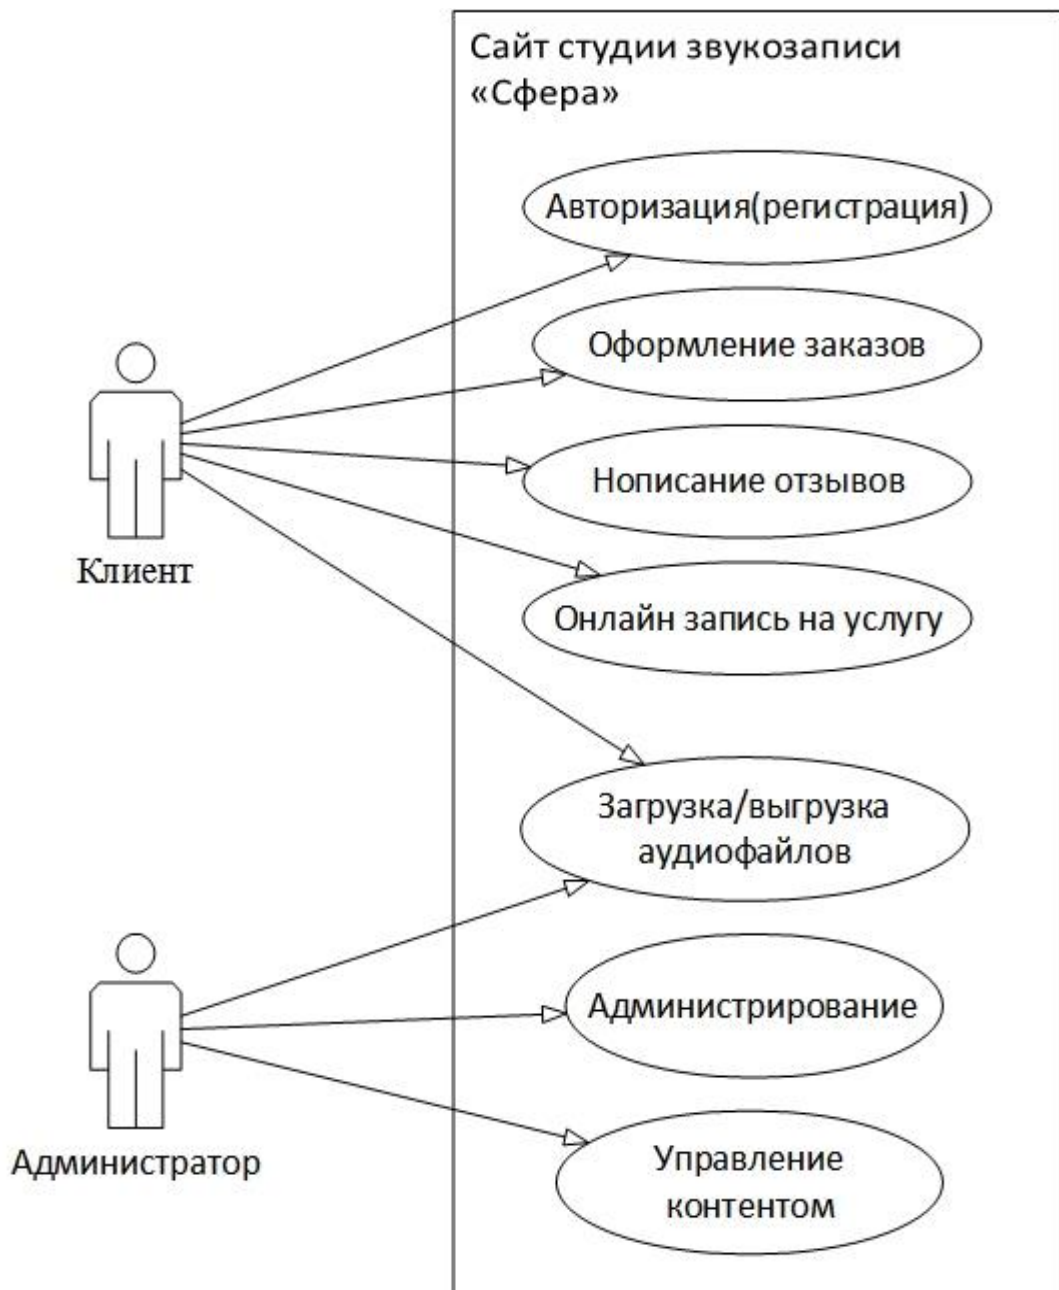 Сайт студии звукозаписи
«Сфера»
Авторизация(регистрация)
Оформление заказов
Нописание отзывов
Клиент
Онлайн запись на услугу
Загрузка/выгрузка
аудиофайлов
Администрирование
Администратор
Управление
контентом